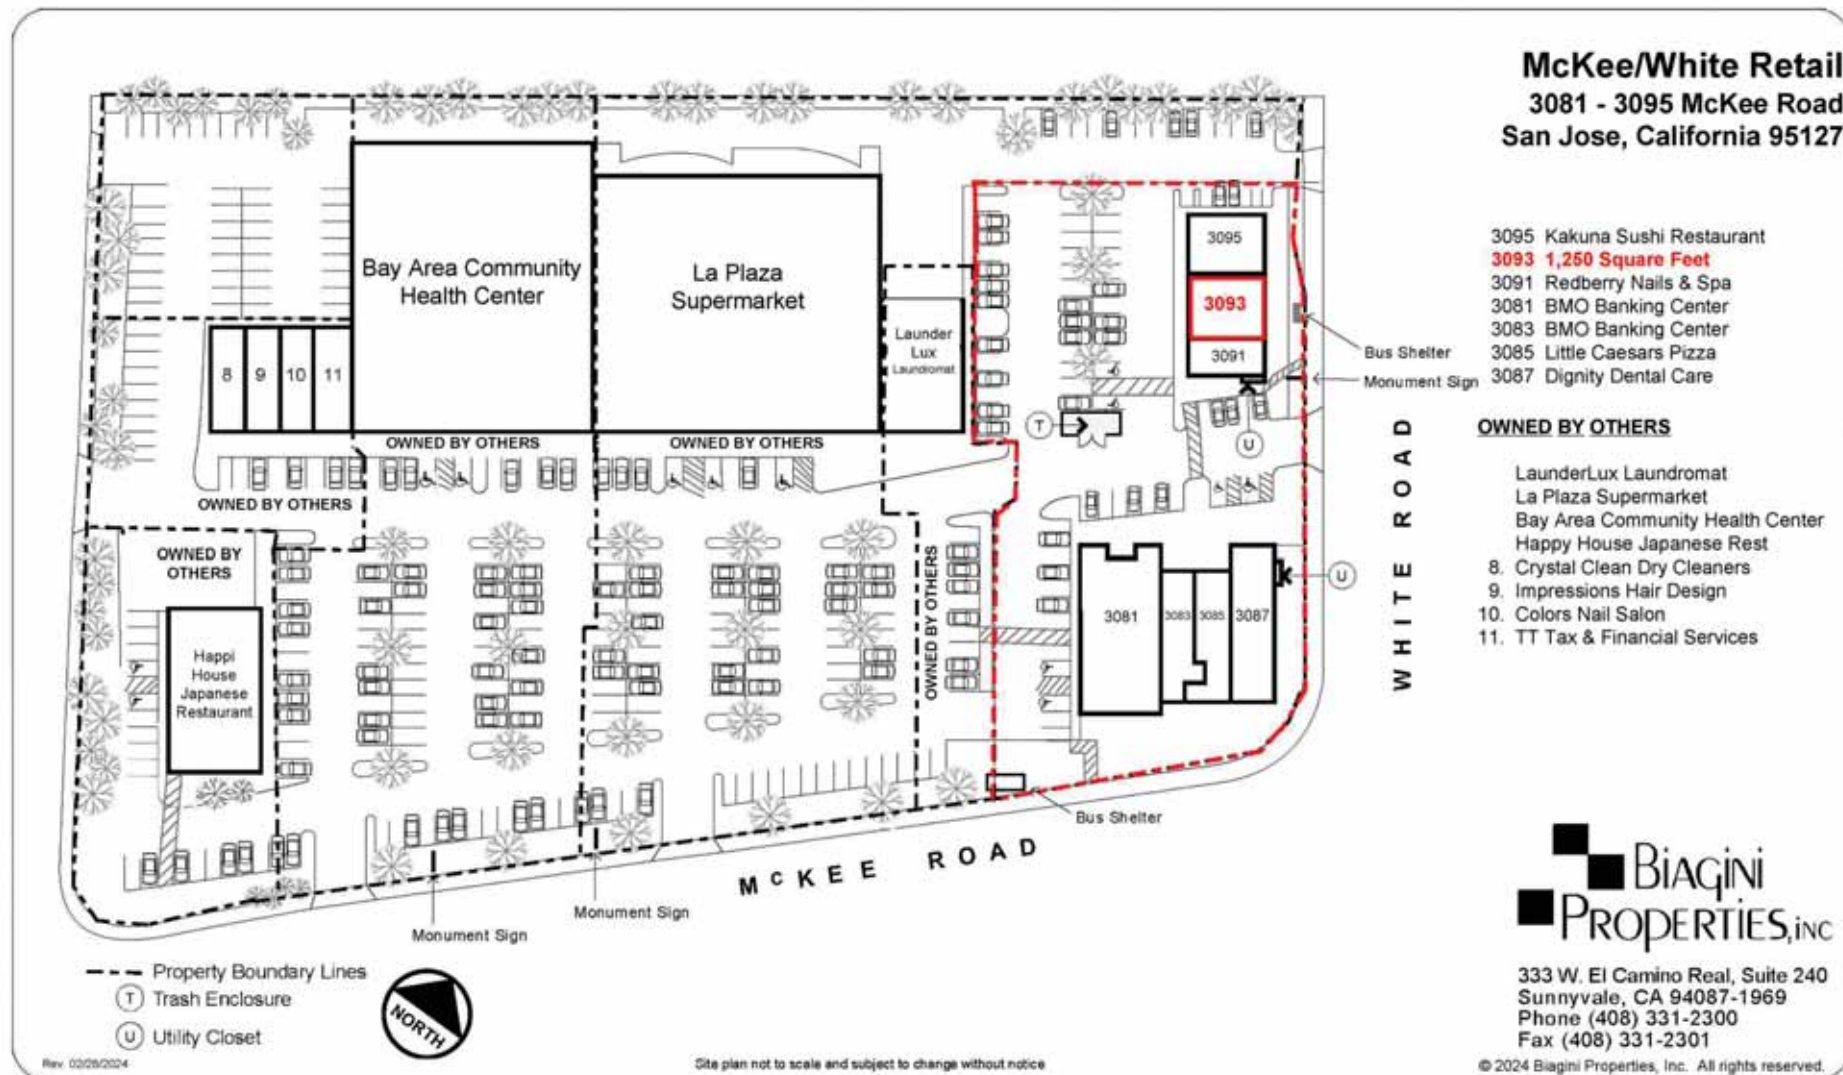 McKee/White Retail
3081 - 3095 McKee Road
San Jose, California 95127
3095 Kakuna Sushi Restaurant
3093 1,250 Square Feet
3091 Redberry Nails & Spa
3081 BMO Banking Center
3083 BMO Banking Center
3085 Little Caesars Pizza
3087 Dignity Dental Care
OWNED BY OTHERS
LaunderLux Laundromat
La Plaza Supermarket
Bay Area Community Health Center
Happy House Japanese Rest
8. Crystal Clean Dry Cleaners
9. Impressions Hair Design
10. Colors Nail Salon
11. TT Tax & Financial Services
Bay Area Community
Health Center
La Plaza
Supermarket
Launder
Lux
Laundromat
3095
3093
3091
Bus Shelter
Monument Sign
8
9
10
11
T
U
OWNED BY OTHERS
OWNED BY OTHERS
OWNED BY OTHERS
OWNED BY
OTHERS
OWNED BY OTHERS
Happi
House
Japanese
Restaurant
3081
3083
3085
3087
U
WHITE ROAD
Bus Shelter
McKEE ROAD
Monument Sign
Monument Sign
Property Boundary Lines
T Trash Enclosure
U Utility Closet
NORTH
BIAGINI
PROPERTIES, INC
333 W. El Camino Real, Suite 240
Sunnyvale, CA 94087-1969
Phone (408) 331-2300
Fax (408) 331-2301
Rev. 02/26/2024
Site plan not to scale and subject to change without notice
© 2024 Biagini Properties, Inc. All rights reserved.